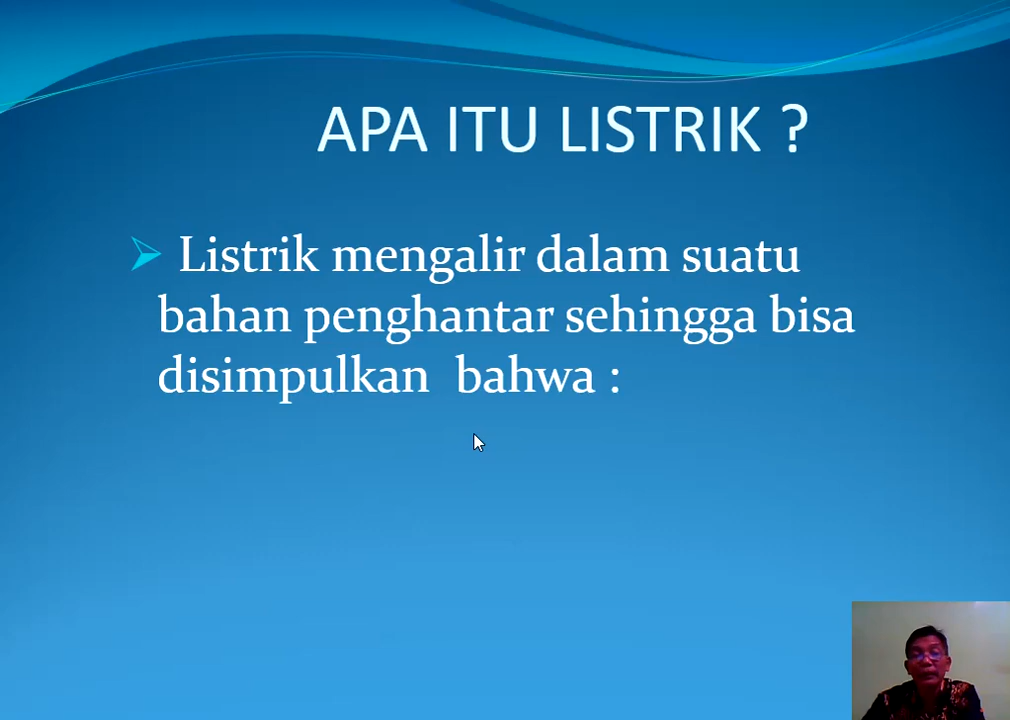 APA ITU LISTRIK ?
Listrik mengalir dalam suatu
bahan penghantar sehingga bisa
disimpulkan bahwa :